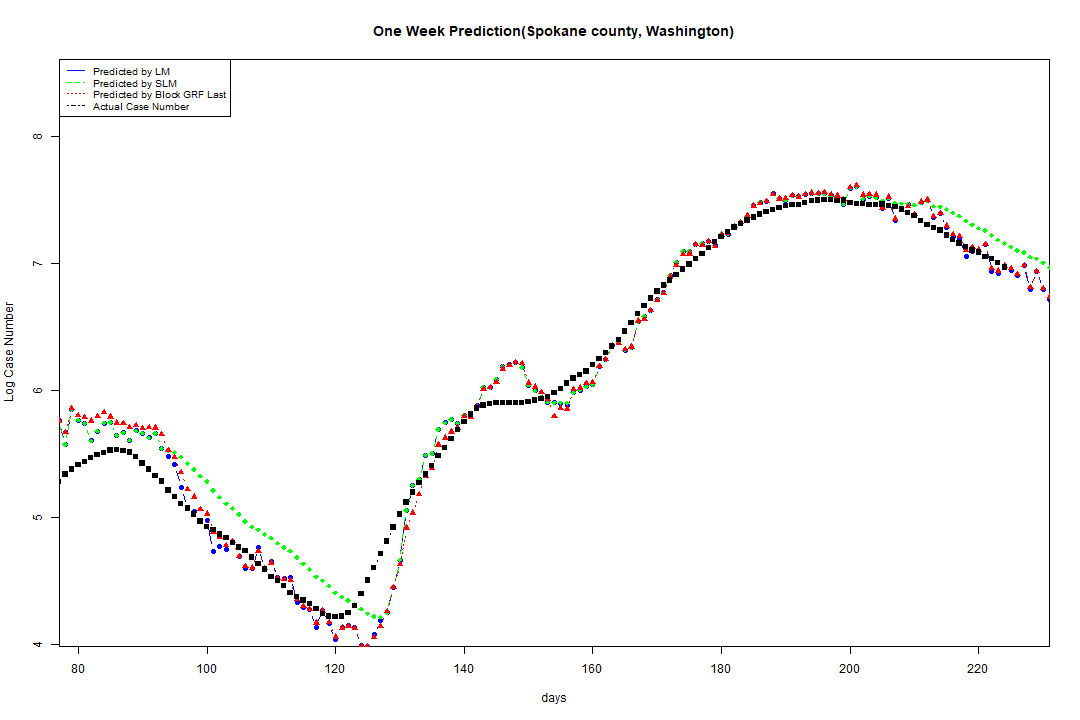 One Week Prediction(Spokane county, Washington)
Predicted by LM
Predicted by SLM
Predicted by Block GRF Last
Actual Case Number
8
7
6
5
4
Log Case Number
80 100 120 140 160 180 200 220
days